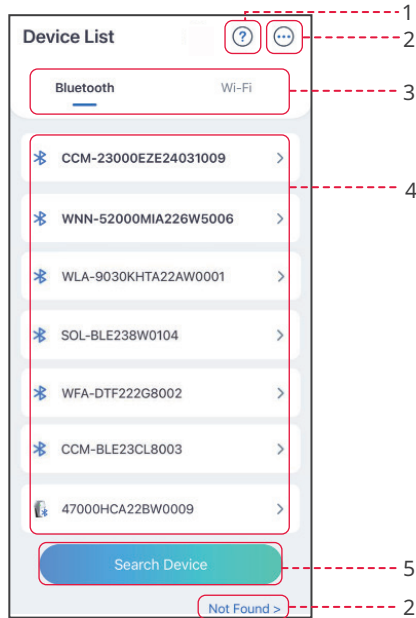 1
Device List ? 2
Bluetooth Wi-Fi 3
CCM-23000EZE24031009 >
4
WNN-52000MIA226W5006 >
WLA-9030KHTA22AW0001 >
SOL-BLE238W0104 >
WFA-DTF222G8002 >
CCM-BLE23CL8003 >
47000HCA22BW0009 >
Search Device 5
Not Found > 2